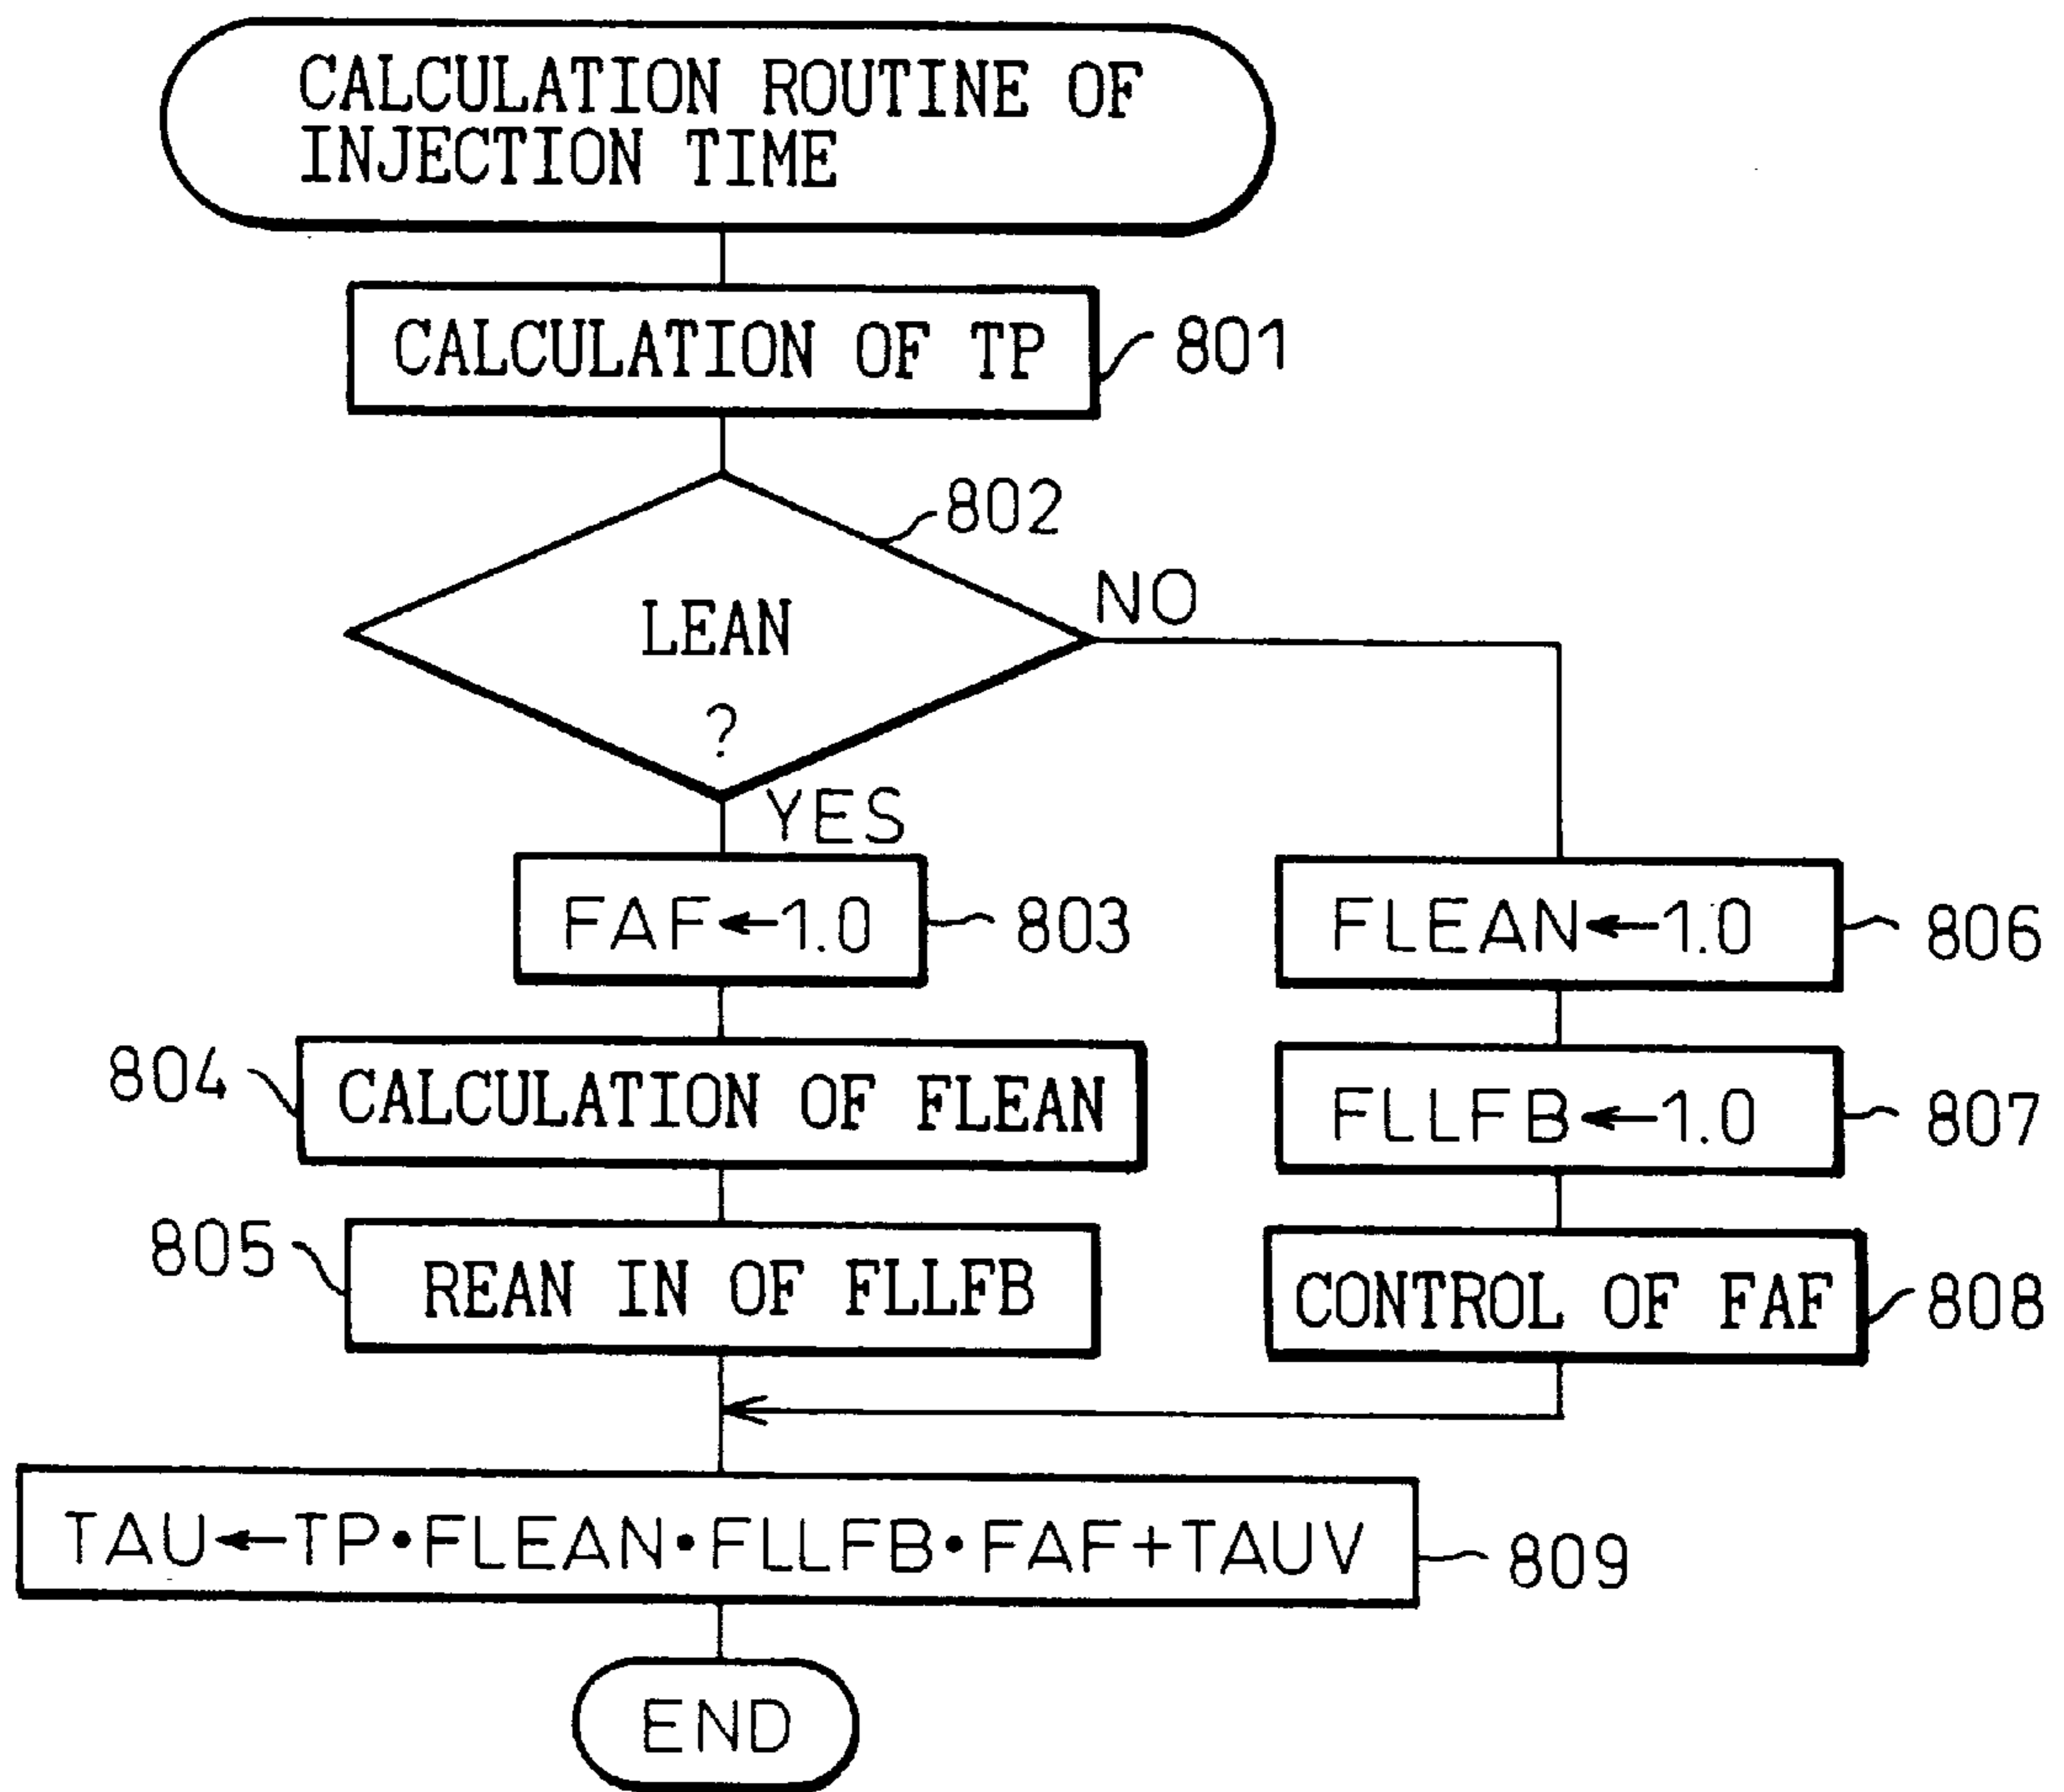 CALCULATION ROUTINE OF
INJECTION TIME
CALCULATION OF TP
801
802
LEAN
?
NO
YES
FAF←1.0
803
FLEAN←1.0
806
804
CALCULATION OF FLEAN
FLLFB←1.0
807
805
REAN IN OF FLLFB
CONTROL OF FAF
808
TAU←TP•FLEAN•FLLFB•FAF+TAUV
809
END